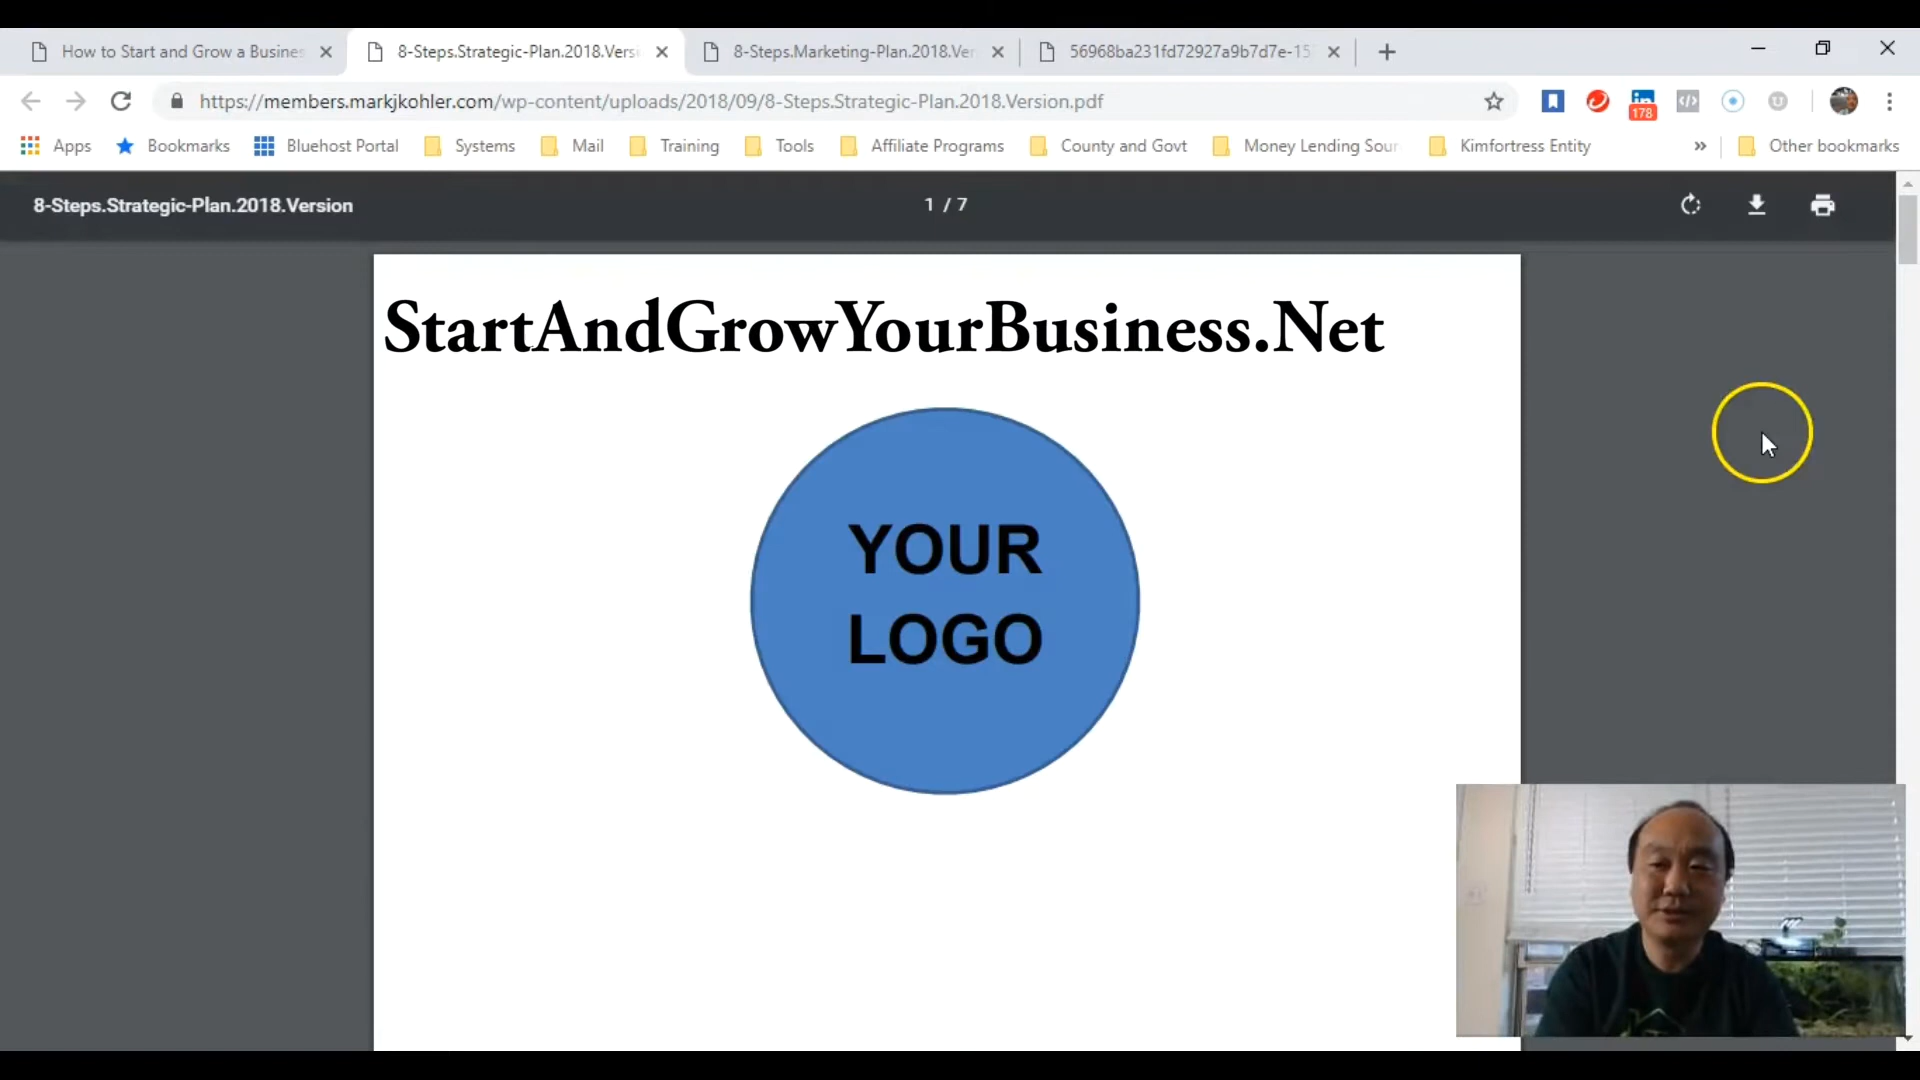 How to Start and Grow a Busines
8-Steps.Strategic-Plan.2018.Versi
8-Steps.Marketing-Plan.2018.Ver
56968ba231fd72927a9b7d7e-15
https://members.markjkohler.com/wp-content/uploads/2018/09/8-Steps.Strategic-Plan.2018.Version.pdf
178
Apps
Bookmarks
Bluehost Portal
Systems
Mail
Training
Tools
Affiliate Programs
County and Govt
Money Lending Sour
Kimfortress Entity
»
Other bookmarks
8-Steps.Strategic-Plan.2018.Version
1 / 7
StartAndGrowYourBusiness.Net
YOUR
LOGO